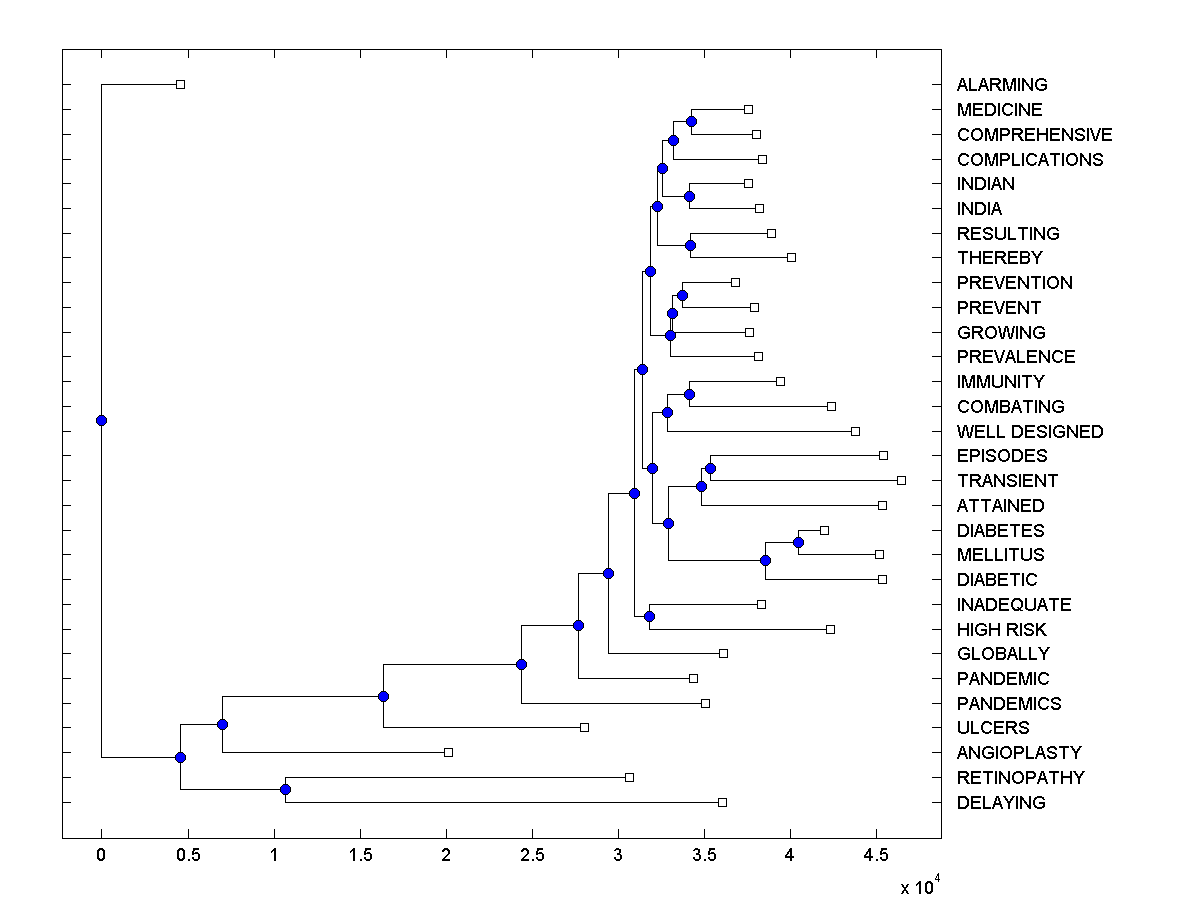 ALARMING
MEDICINE
COMPREHENSIVE
COMPLICATIONS
INDIAN
INDIA
RESULTING
THEREBY
PREVENTION
PREVENT
GROWING
PREVALENCE
IMMUNITY
COMBATING
WELL DESIGNED
EPISODES
TRANSIENT
ATTAINED
DIABETES
MELLITUS
DIABETIC
INADEQUATE
HIGH RISK
GLOBALLY
PANDEMIC
PANDEMICS
ULCERS
ANGIOPLASTY
RETINOPATHY
DELAYING
0 0.5 1 1.5 2 2.5 3 3.5 4 4.5
x 10^4